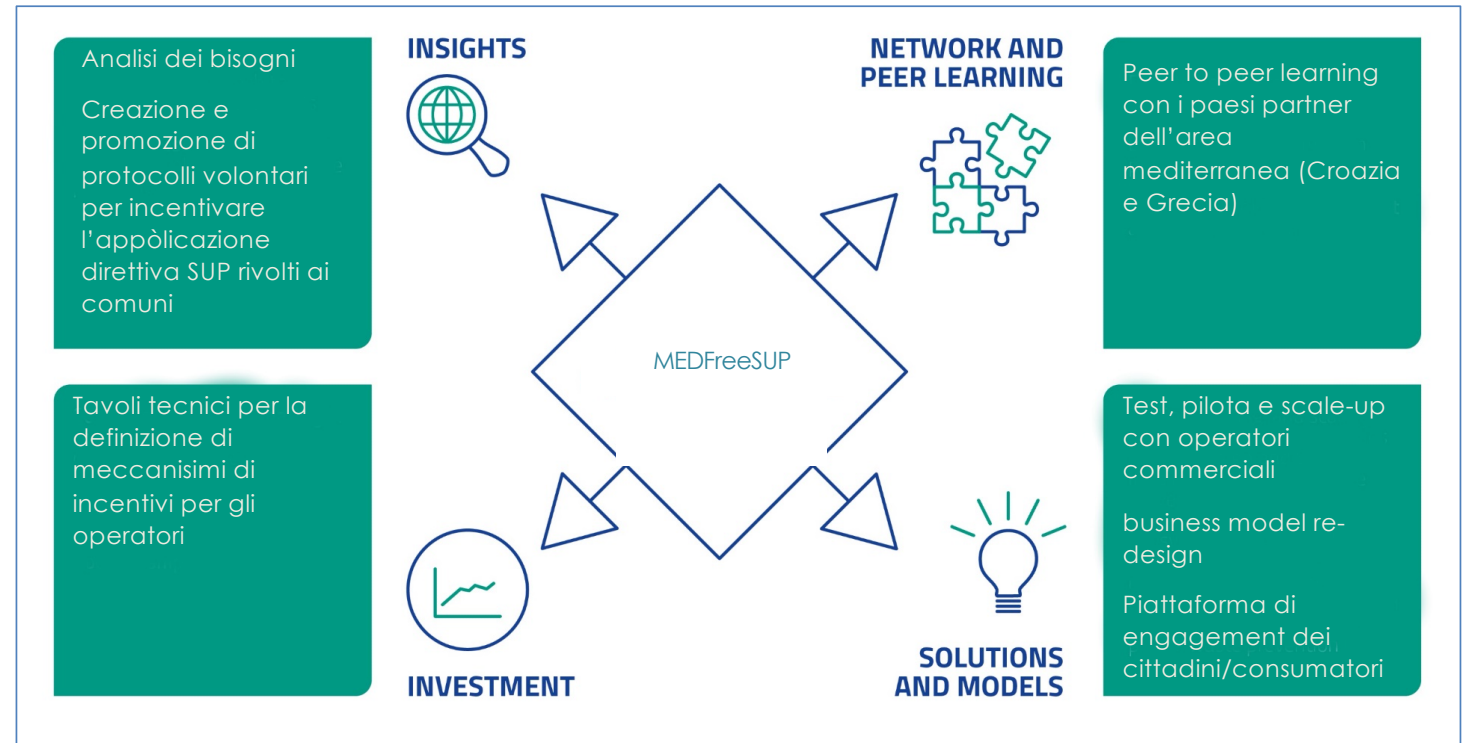 Analisi dei bisogni
Creazione e
promozione di
protocolli volontari
per incentivare
l'appòlicazione
direttiva SUP rivolti ai
comuni
INSIGHTS
NETWORK AND
PEER LEARNING
Peer to peer learning
con i paesi partner
dell'area
mediterranea (Croazia
e Grecia)
MEDFreeSUP
Tavoli tecnici per la
definizione di
meccanisimi di
incentivi per gli
operatori
INVESTMENT
SOLUTIONS
AND MODELS
Test, pilota e scale-up
con operatori
commerciali
business model re-
design
Piattaforma di
engagement dei
cittadini/consumatori